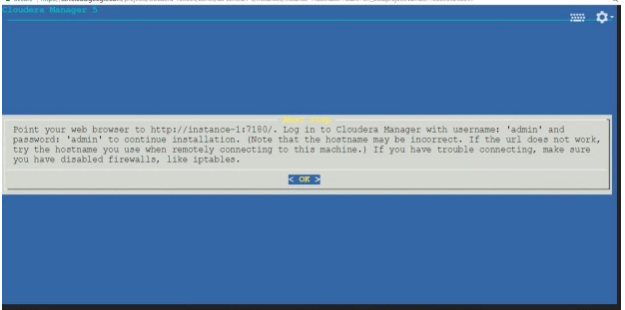 Cloudera Manager 5
Next step
Point your web browser to http://instance-1:7180/. Log in to Cloudera Manager with username: 'admin' and
password: 'admin' to continue installation. (Note that the hostname may be incorrect. If the url does not work,
try the hostname you use when remotely connecting to this machine.) If you have trouble connecting, make sure
you have disabled firewalls, like iptables.
< OK >